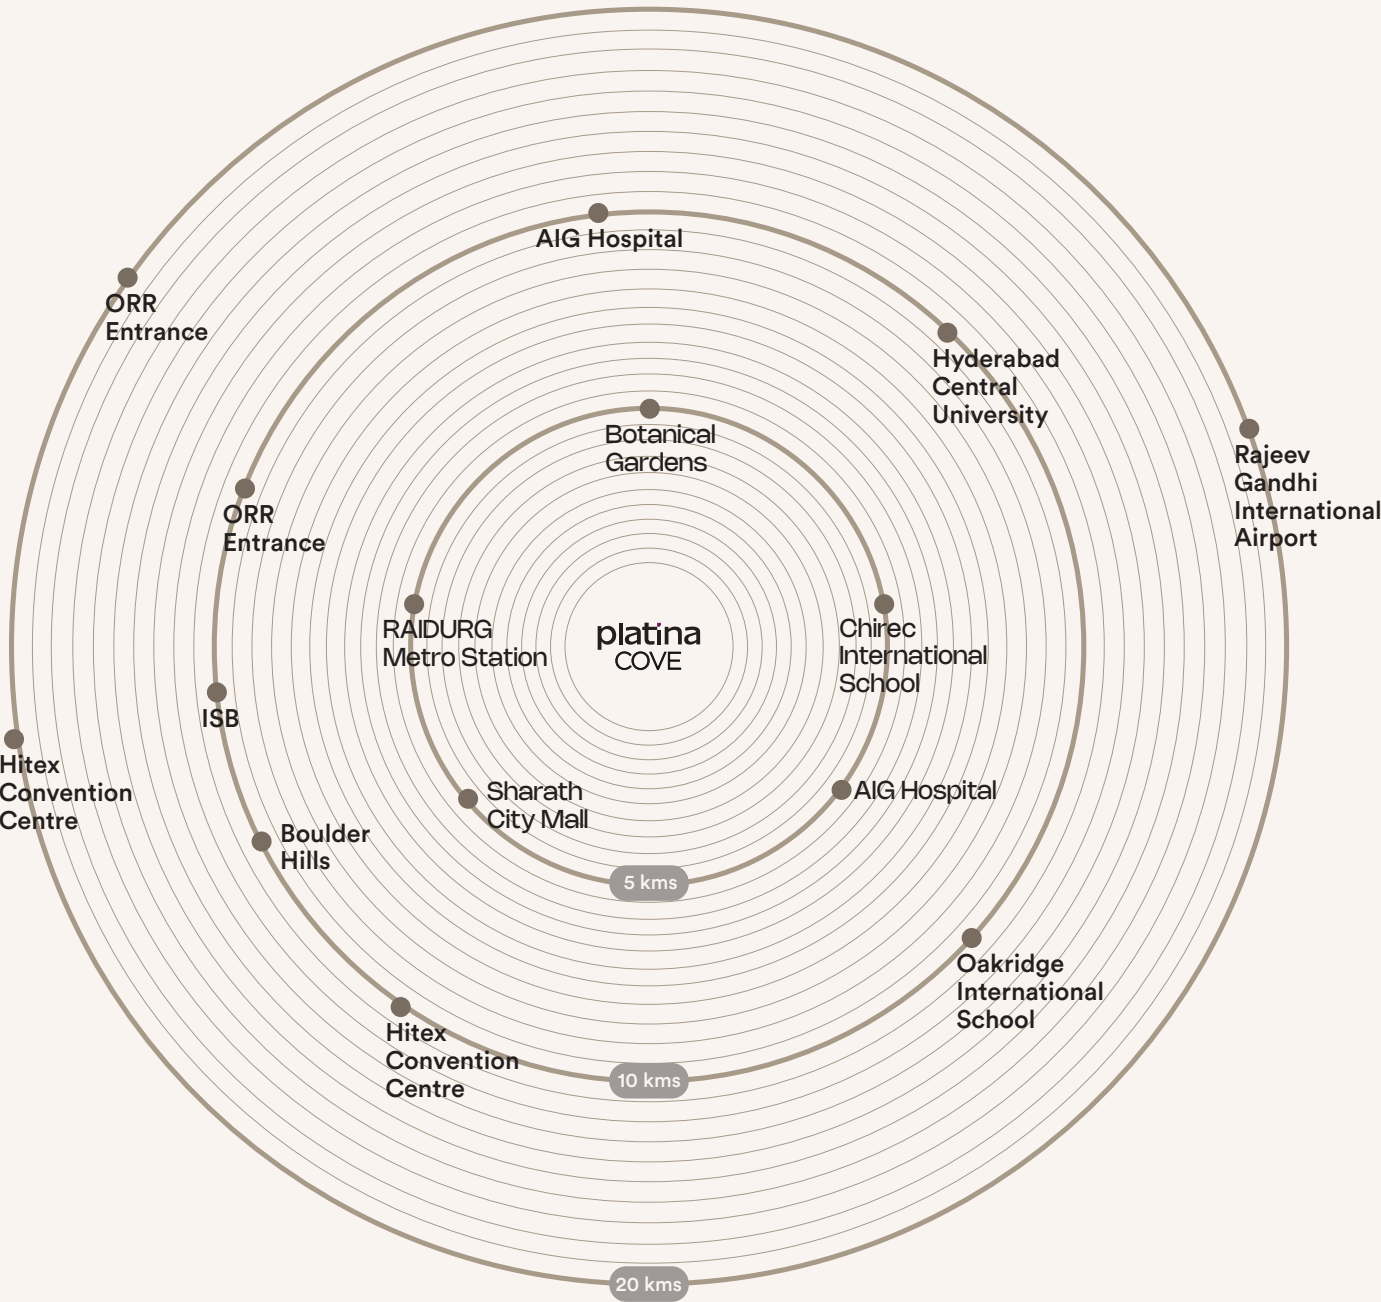 AIG Hospital
ORR
Entrance
Hyderabad
Central
University
Botanical
Gardens
Rajeev
Gandhi
International
Airport
ORR
Entrance
RAIDURG
Metro Station
platina
COVE
Chirec
International
School
ISB
Hitex
Convention
Centre
Sharath
City Mall
AIG Hospital
Boulder
Hills
5 kms
Oakridge
International
School
Hitex
Convention
Centre
10 kms
20 kms